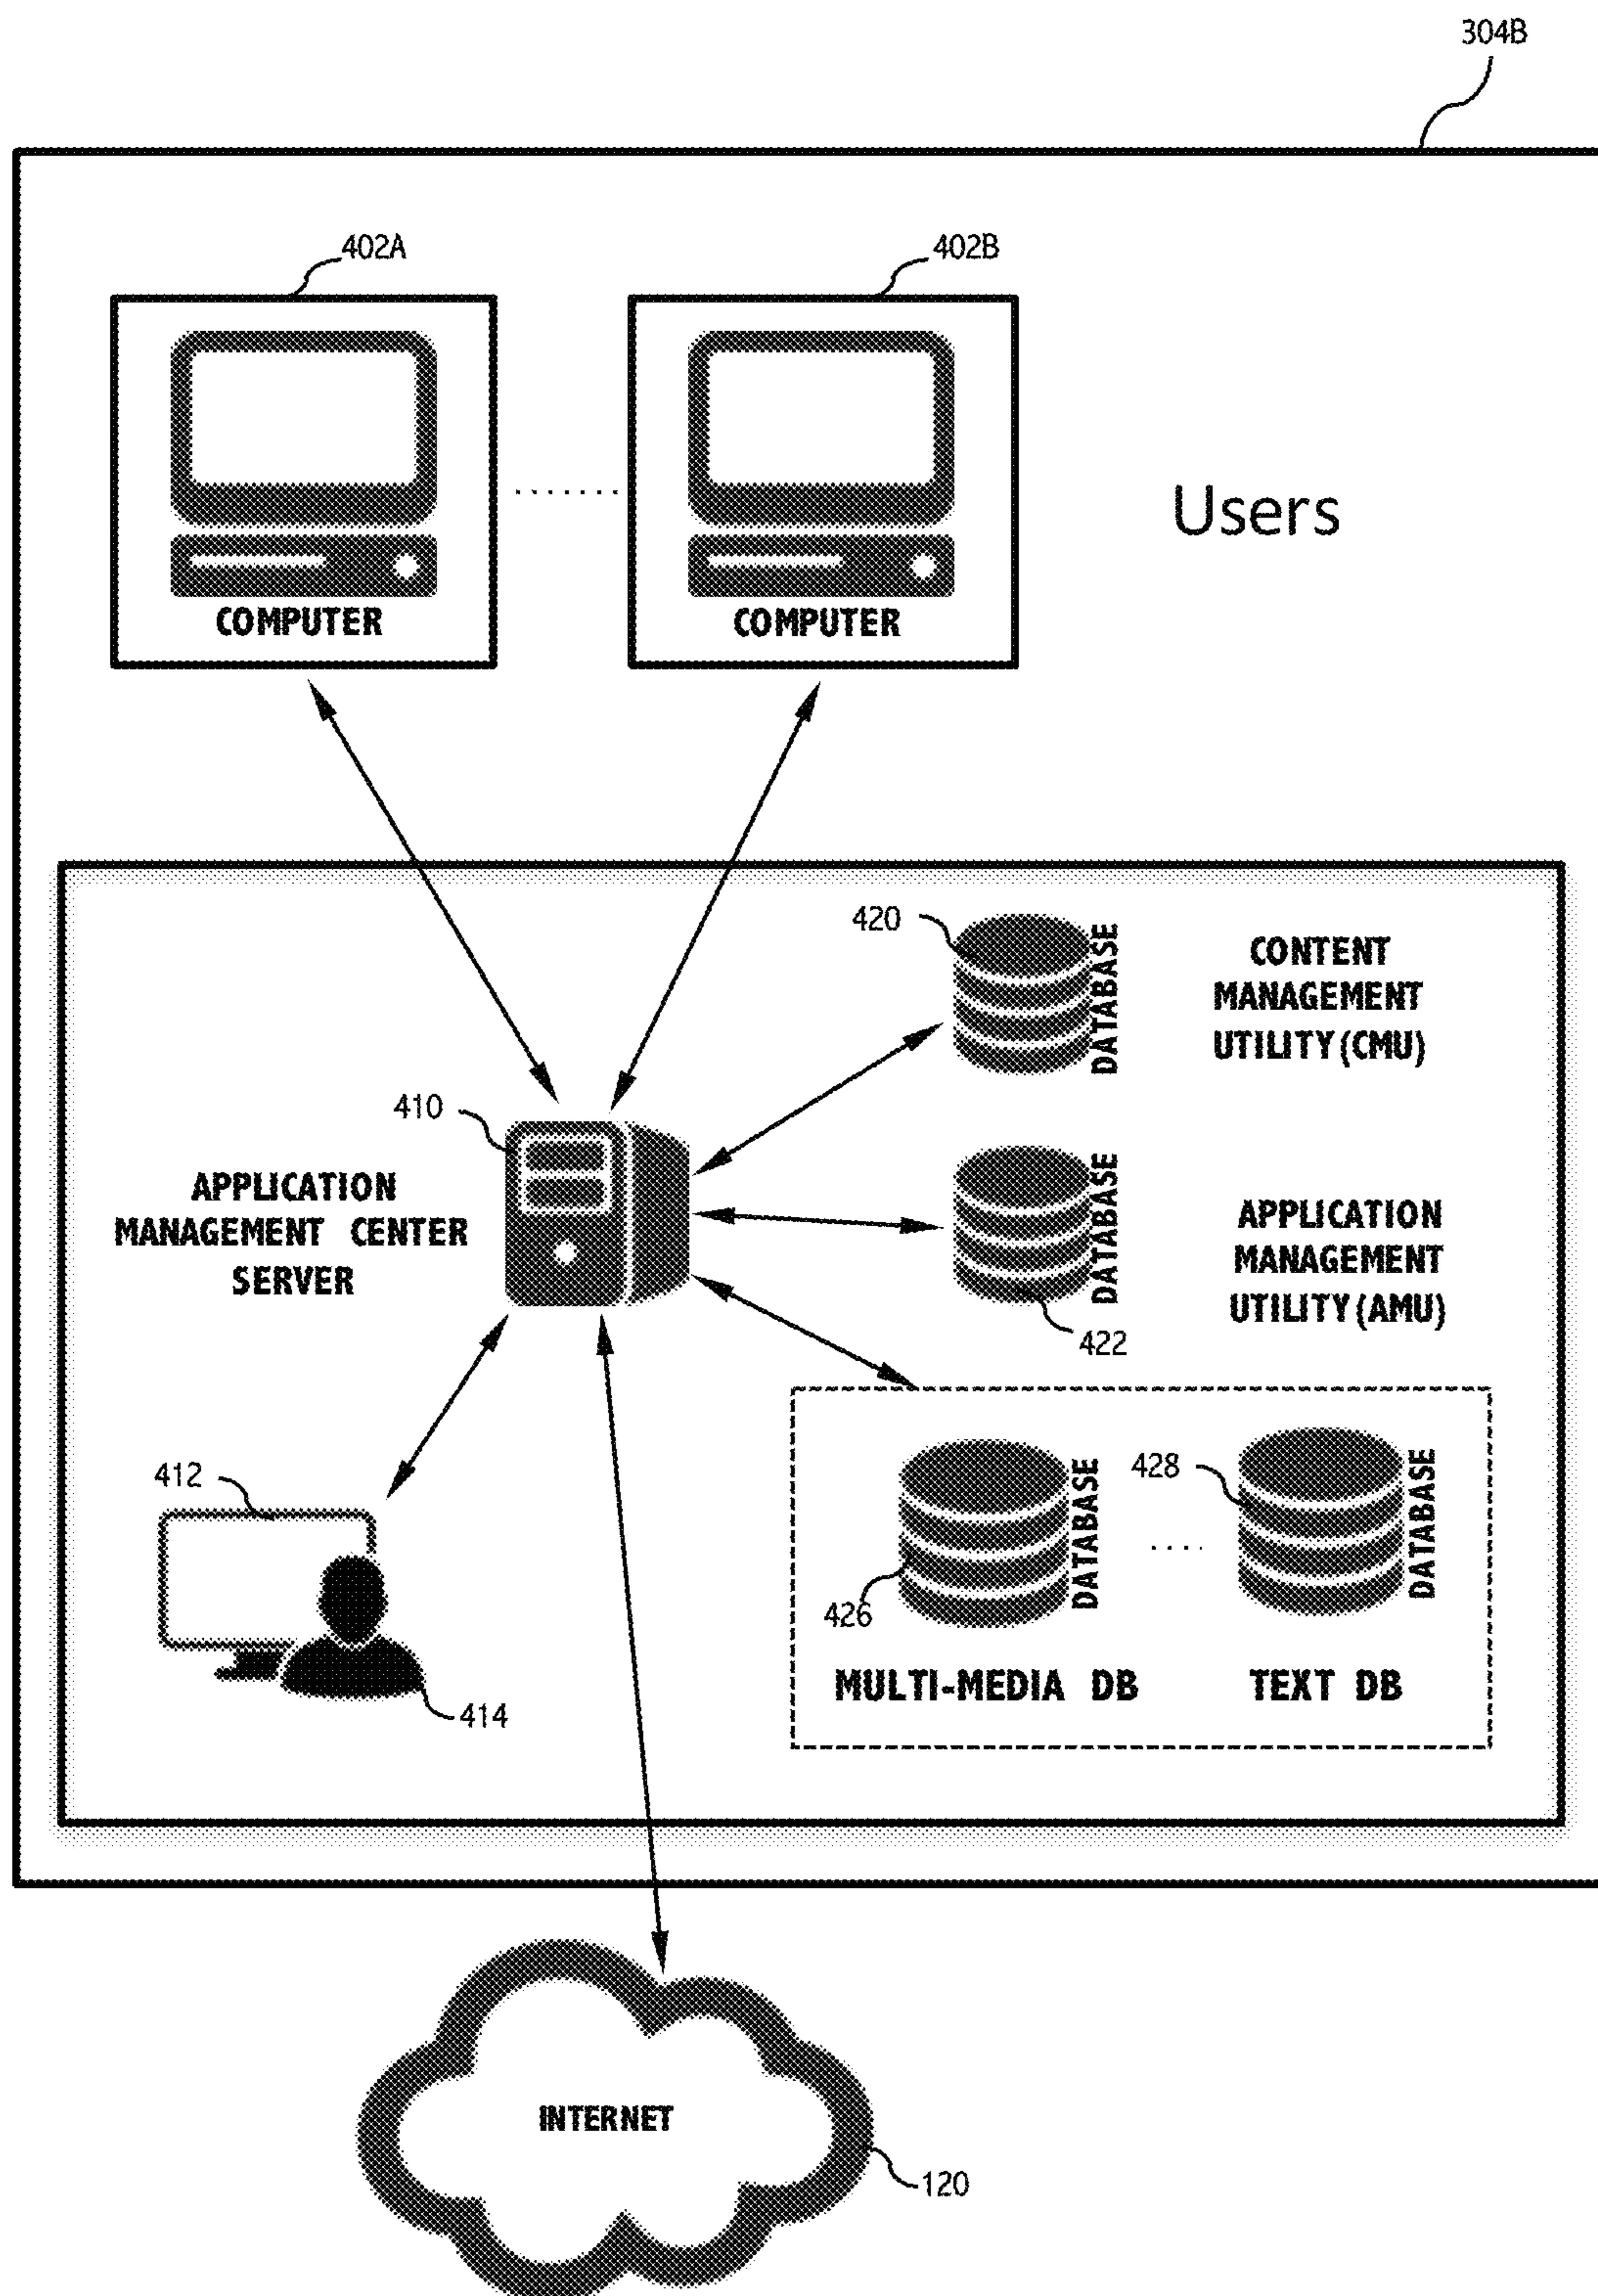 304B
402A
402B
COMPUTER
COMPUTER
Users
420
DATABASE
CONTENT
MANAGEMENT
UTILITY(CMU)
410
APPLICATION
MANAGEMENT CENTER
SERVER
DATABASE
422
APPLICATION
MANAGEMENT
UTILITY(AMU)
412
414
426
DATABASE
428
DATABASE
MULTI-MEDIA DB
TEXT DB
INTERNET
120